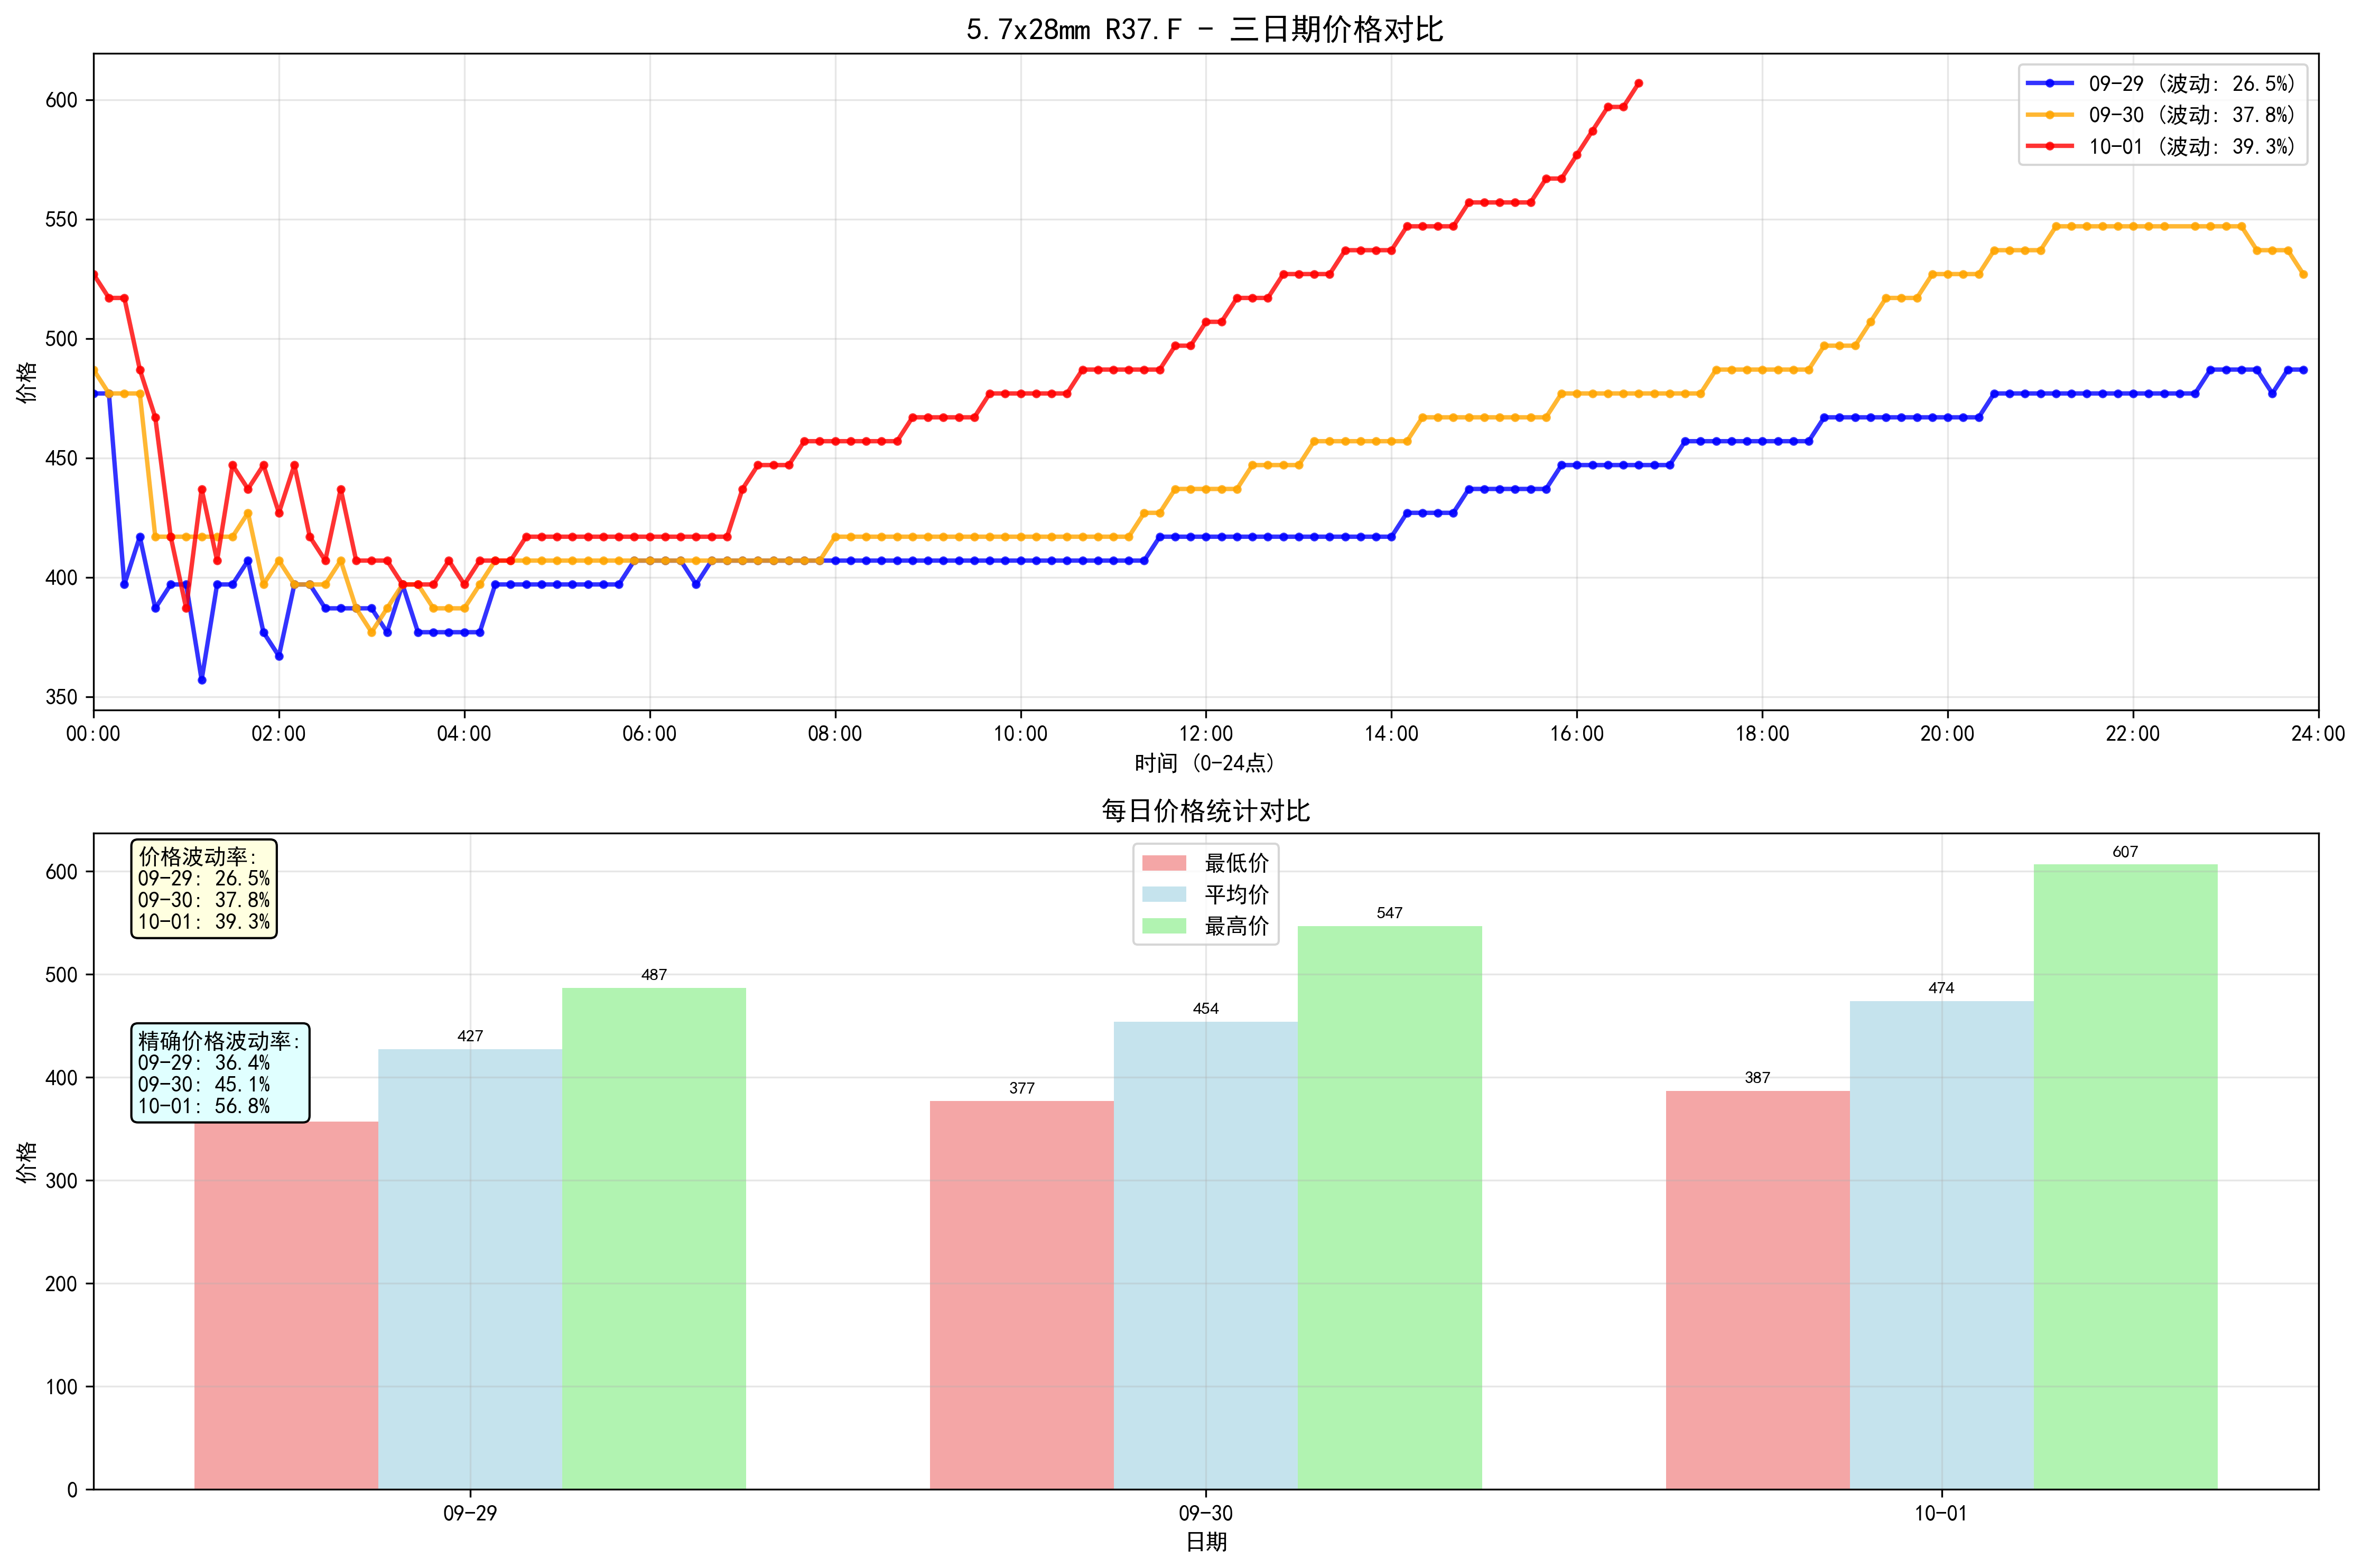 5.7x28mm R37.F - 三日期价格对比
09-29 (波动: 26.5%)
09-30 (波动: 37.8%)
10-01 (波动: 39.3%)
价格
600
550
500
450
400
350
00:00 02:00 04:00 06:00 08:00 10:00 12:00 14:00 16:00 18:00 20:00 22:00 24:00
时间 (0-24点)
每日价格统计对比
价格波动率:
09-29: 26.5%
09-30: 37.8%
10-01: 39.3%
精确价格波动率:
09-29: 36.4%
09-30: 45.1%
10-01: 56.8%
最低价
平均价
最高价
427
487
377
454
547
387
474
607
价格
600
500
400
300
200
100
0
09-29 09-30 10-01
日期